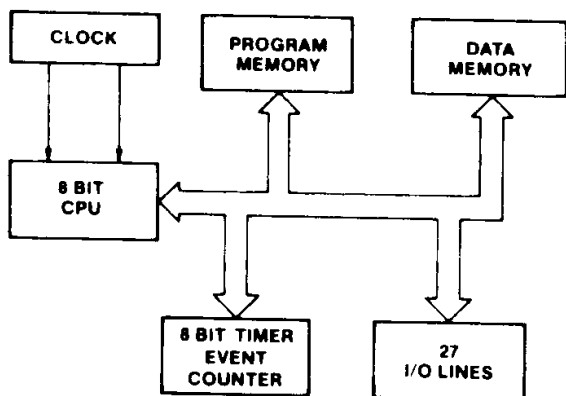 CLOCK
PROGRAM
MEMORY
DATA
MEMORY
8 BIT
CPU
8 BIT TIMER
EVENT
COUNTER
27
I/O LINES